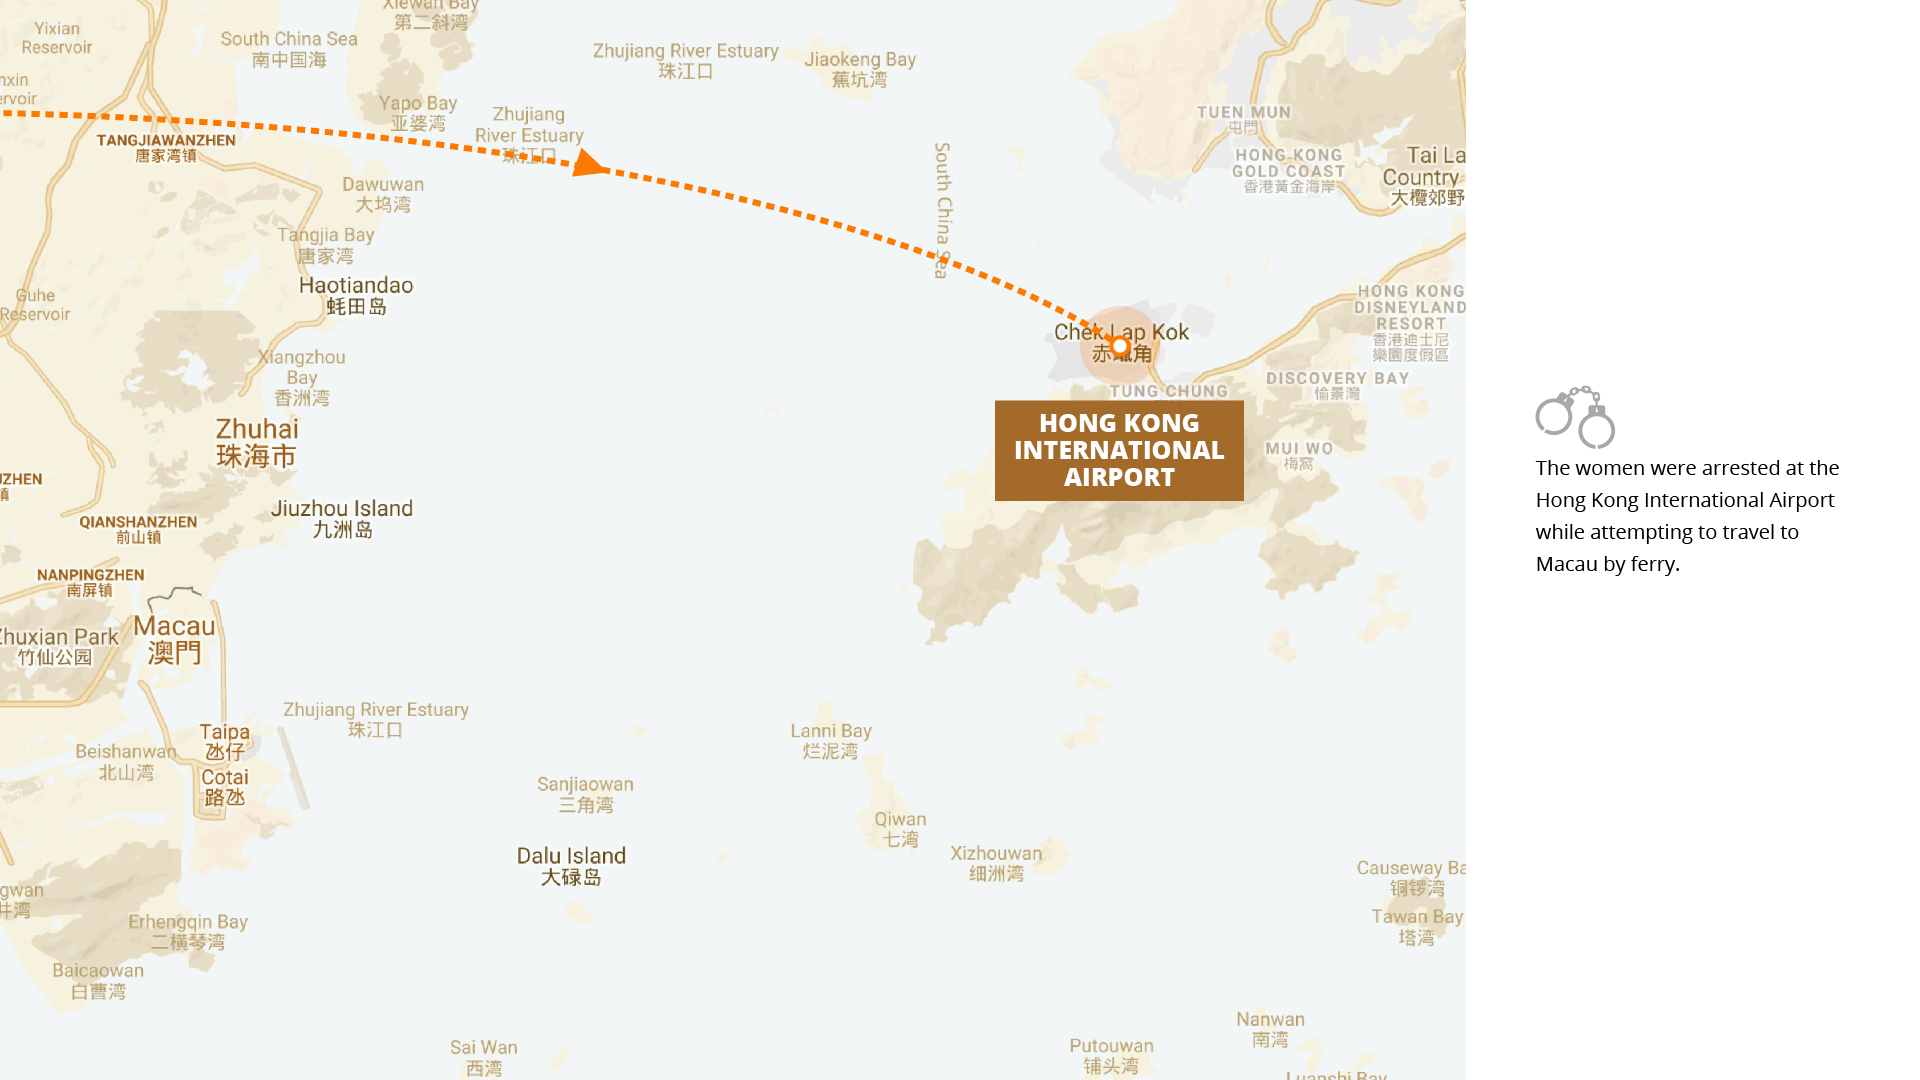 Xiewan Bay
第二斜湾
Yixian
Reservoir
South China Sea
南中国海
Zhujiang River Estuary
珠江口
Jiaokeng Bay
蕉坑湾
nxin
ervoir
Yapo Bay
亚婆湾
Zhujiang
River Estuary
珠江口
TUEN MUN
屯門
TANGJIAWANZHEN
唐家湾镇
HONG KONG
GOLD COAST
香港黃金海岸
Tai La
Country
大欖郊野
South China Sea
Dawuwan
大坞湾
Tangjia Bay
唐家湾
Haotiandao
蚝田岛
Guhe
Reservoir
HONG KONG
DISNEYLAND
RESORT
香港迪士尼
樂園度假區
Chek Lap Kok
赤鱲角
Xiangzhou
Bay
香洲湾
TUNG CHUNG
DISCOVERY BAY
愉景灣
HONG KONG
INTERNATIONAL
AIRPORT
Zhuhai
珠海市
MUI WO
梅窩
UZHEN
镇
Jiuzhou Island
九洲岛
QIANSHANZHEN
前山镇
NANPINGZHEN
南屏镇
Macau
澳門
Zhuxian Park
竹仙公园
Zhujiang River Estuary
珠江口
Taipa
氹仔
Lanni Bay
烂泥湾
Beishanwan
北山湾
Cotai
路氹
Sanjiaowan
三角湾
Qiwan
七湾
Dalu Island
大碌岛
Xizhouwan
细洲湾
Causeway Ba
铜锣湾
gwan
井湾
Tawan Bay
塔湾
Erhengqin Bay
二横琴湾
Baicaowan
白曹湾
Nanwan
南湾
Sai Wan
西湾
Putouwan
铺头湾
Luanshi Bay
The women were arrested at the
Hong Kong International Airport
while attempting to travel to
Macau by ferry.